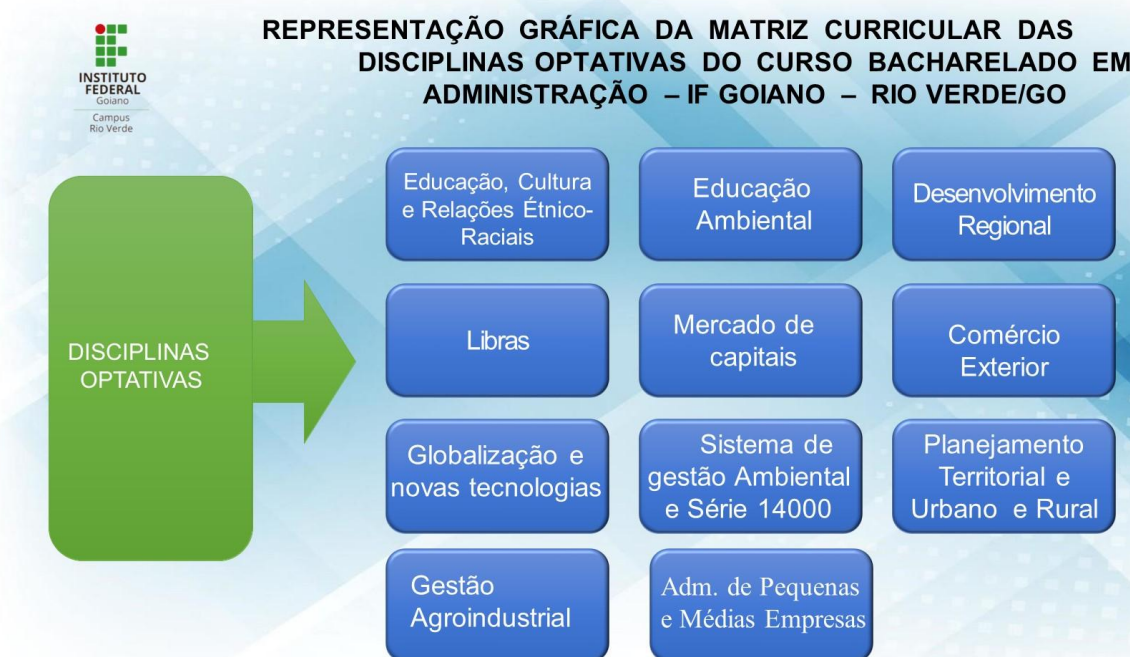 INSTITUTO
FEDERAL
Goiano
Campus
Rio Verde
REPRESENTAÇÃO GRÁFICA DA MATRIZ CURRICULAR DAS
DISCIPLINAS OPTATIVAS DO CURSO BACHARELADO EM
ADMINISTRAÇÃO – IF GOIANO – RIO VERDE/GO
DISCIPLINAS
OPTATIVAS
Educação, Cultura
e Relações Étnico-
Raciais
Educação
Ambiental
Desenvolvimento
Regional
Libras
Mercado de
capitais
Comércio
Exterior
Globalização e
novas tecnologias
Sistema de
gestão Ambiental
e Série 14000
Planejamento
Territorial e
Urbano e Rural
Gestão
Agroindustrial
Adm. de Pequenas
e Médias Empresas